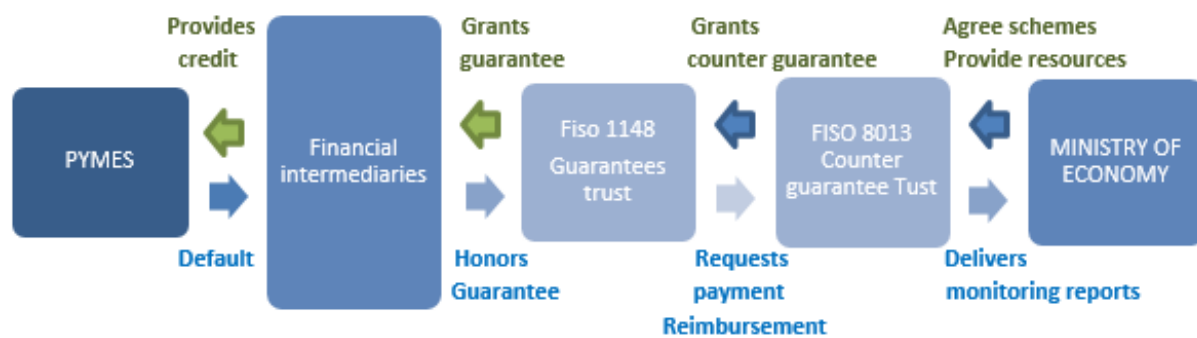 Provides
credit
Grants
guarantee
Grants
counter guarantee
Agree schemes
Provide resources
PYMES
Financial
intermediaries
Fiso 1148
Guarantees
trust
FISO 8013
Counter
guarantee Tust
MINISTRY OF
ECONOMY
Default
Honors
Guarantee
Requests
payment
Reimbursement
Delivers
monitoring reports